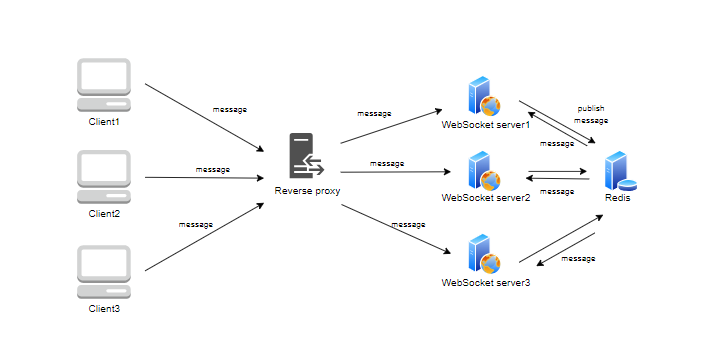 message
Client1
message
Client2
message
Client3
Reverse proxy
message
message
message
WebSocket server1
WebSocket server2
WebSocket server3
publish
message
message
message
message
Redis